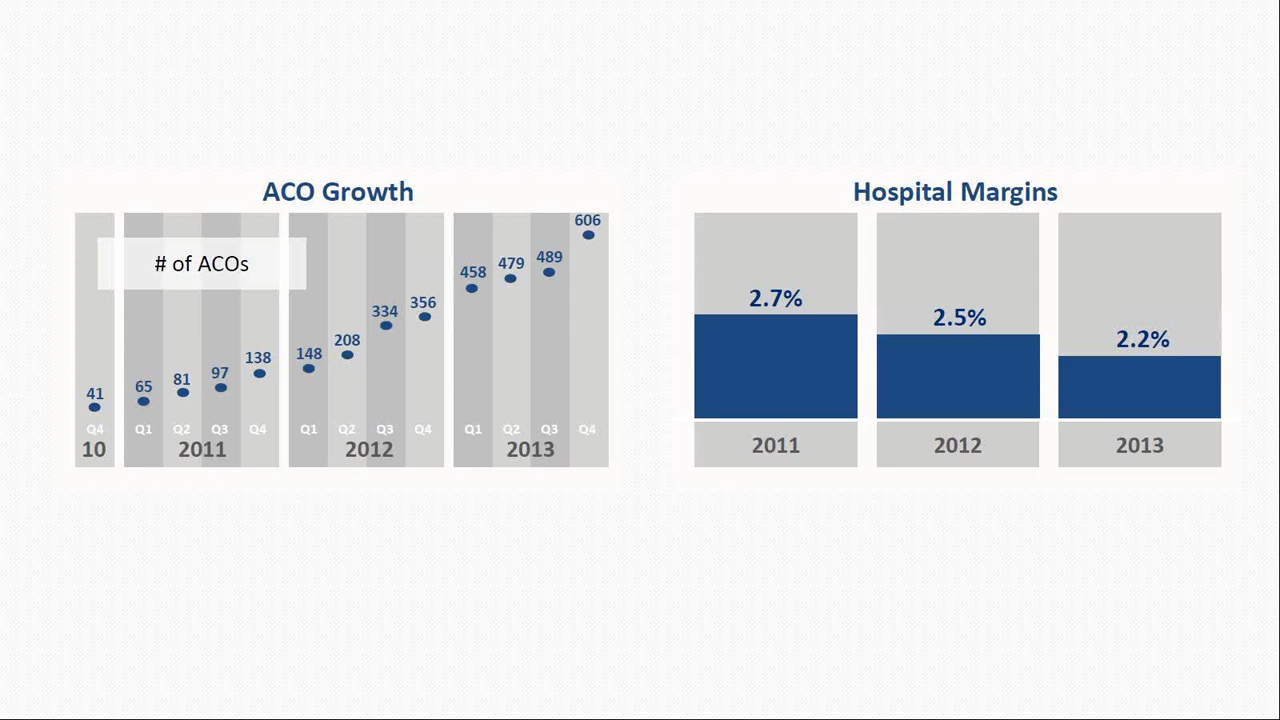 ACO Growth
# of ACOs
41
65
81
97
138
148
208
334
356
458
479
489
606
Q4
Q1
Q2
Q3
Q4
Q1
Q2
Q3
Q4
Q1
Q2
Q3
Q4
10
2011
2012
2013
Hospital Margins
2.7%
2.5%
2.2%
2011
2012
2013